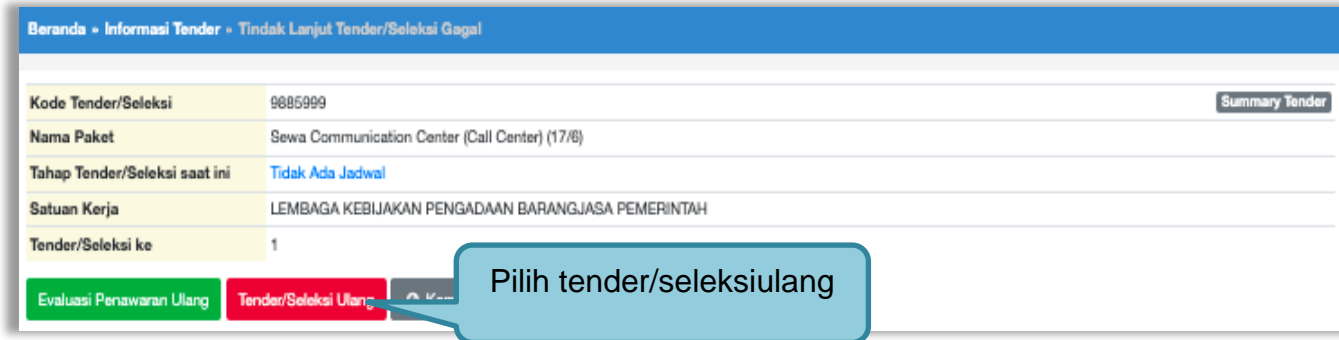 Beranda » Informasi Tender » Tindak Lanjut Tender/Seleksi Gagal
Kode Tender/Seleksi 9885999 Summary Tender
Nama Paket Sewa Communication Center (Call Center) (17/6)
Tahap Tender/Seleksi saat ini Tidak Ada Jadwal
Satuan Kerja LEMBAGA KEBIJAKAN PENGADAAN BARANGJASA PEMERINTAH
Tender/Seleksi ke 1
Pilih tender/seleksiulang
Evaluasi Penawaran Ulang Tender/Seleksi Ulang